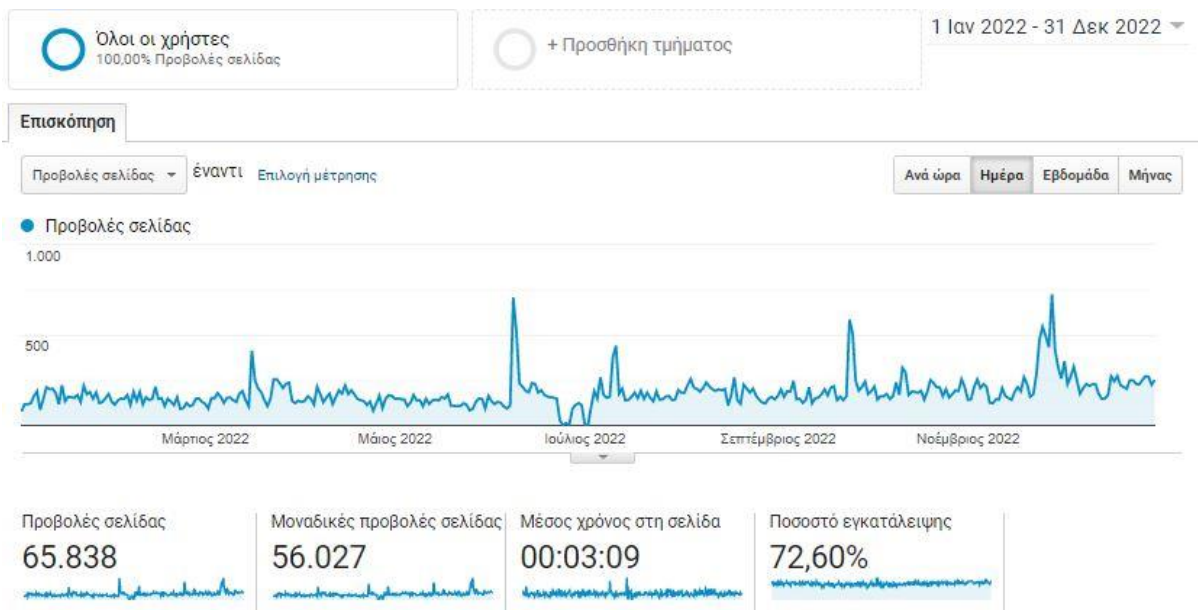 Όλοι οι χρήστες
100,00% Προβολές σελίδας
+ Προσθήκη τμήματος
1 Ιαν 2022 - 31 Δεκ 2022
Επισκόπηση
Προβολές σελίδας έναντι Επιλογή μέτρησης
Ανά ώρα Ημέρα Εβδομάδα Μήνας
Προβολές σελίδας
1.000
500
Μάρτιος 2022 Μάιος 2022 Ιούλιος 2022 Σεπτέμβριος 2022 Νοέμβριος 2022
Προβολές σελίδας
65.838
Μοναδικές προβολές σελίδας
56.027
Μέσος χρόνος στη σελίδα
00:03:09
Ποσοστό εγκατάλειψης
72,60%